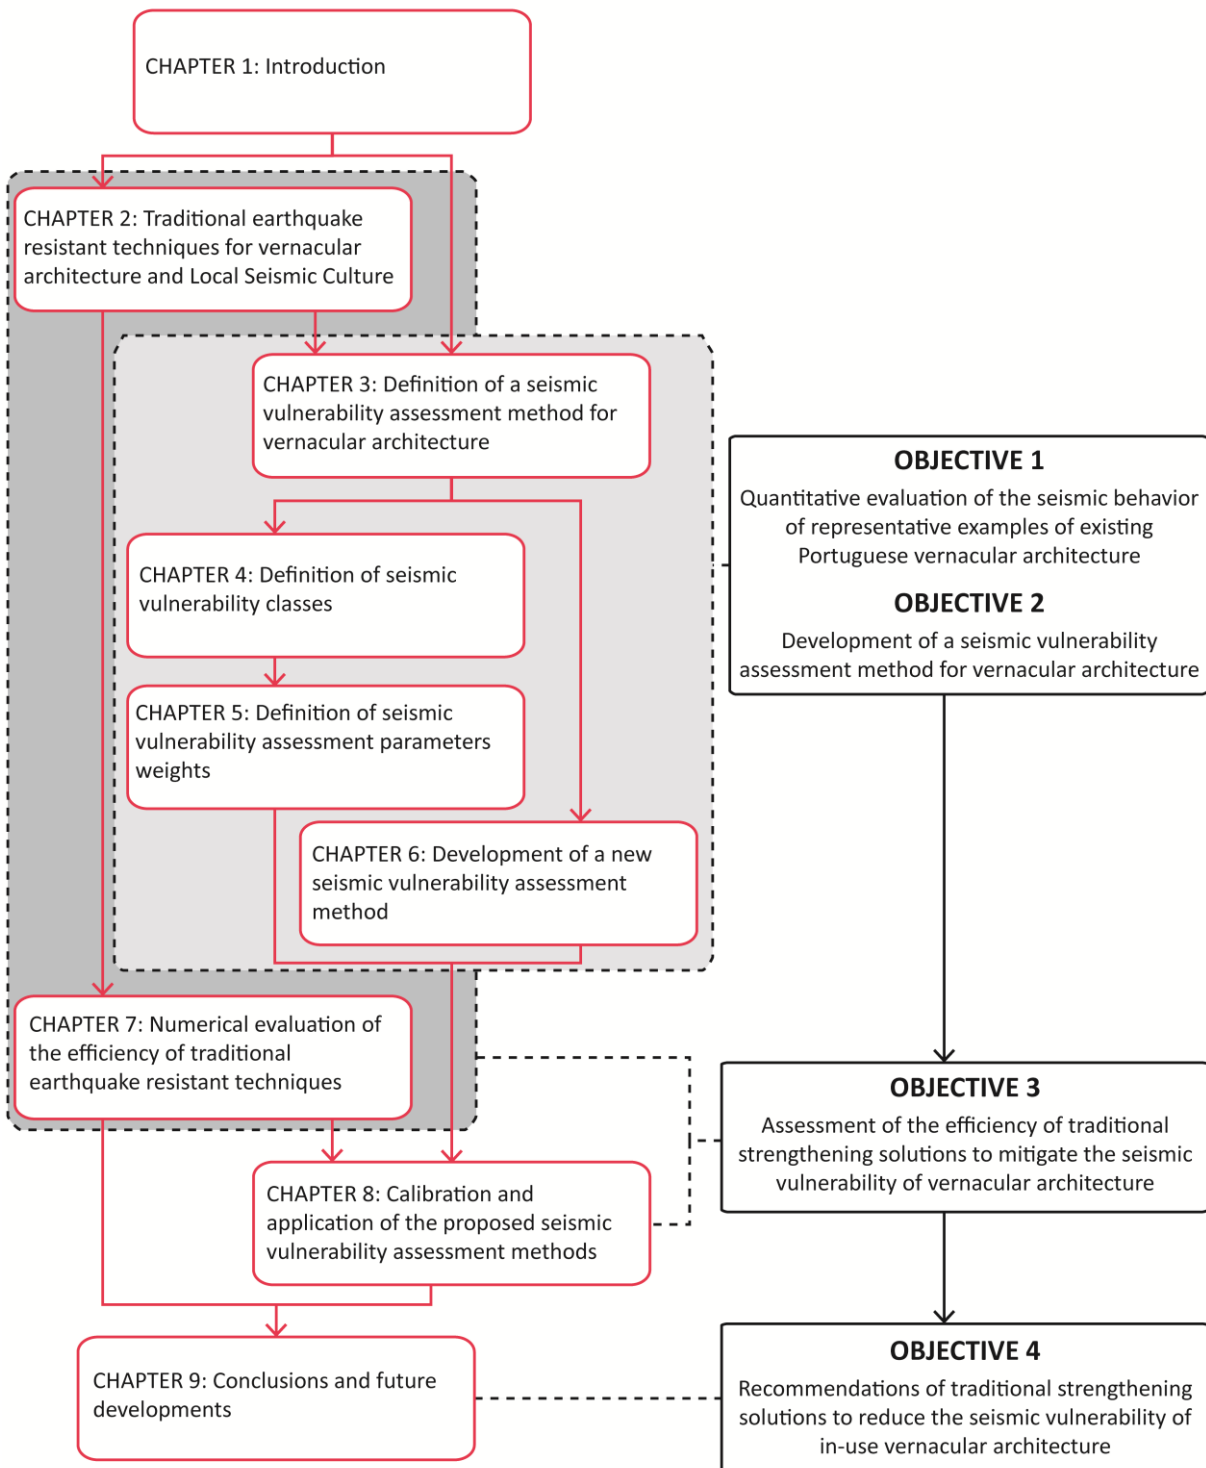 CHAPTER 1: Introduction
CHAPTER 2: Traditional earthquake
resistant techniques for vernacular
architecture and Local Seismic Culture
CHAPTER 3: Definition of a seismic
vulnerability assessment method for
vernacular architecture
CHAPTER 4: Definition of seismic
vulnerability classes
CHAPTER 5: Definition of seismic
vulnerability assessment parameters
weights
CHAPTER 6: Development of a new
seismic vulnerability assessment
method
CHAPTER 7: Numerical evaluation of
the efficiency of traditional
earthquake resistant techniques
CHAPTER 8: Calibration and
application of the proposed seismic
vulnerability assessment methods
CHAPTER 9: Conclusions and future
developments
OBJECTIVE 1
Quantitative evaluation of the seismic behavior
of representative examples of existing
Portuguese vernacular architecture
OBJECTIVE 2
Development of a seismic vulnerability
assessment method for vernacular architecture
OBJECTIVE 3
Assessment of the efficiency of traditional
strengthening solutions to mitigate the seismic
vulnerability of vernacular architecture
OBJECTIVE 4
Recommendations of traditional strengthening
solutions to reduce the seismic vulnerability of
in-use vernacular architecture